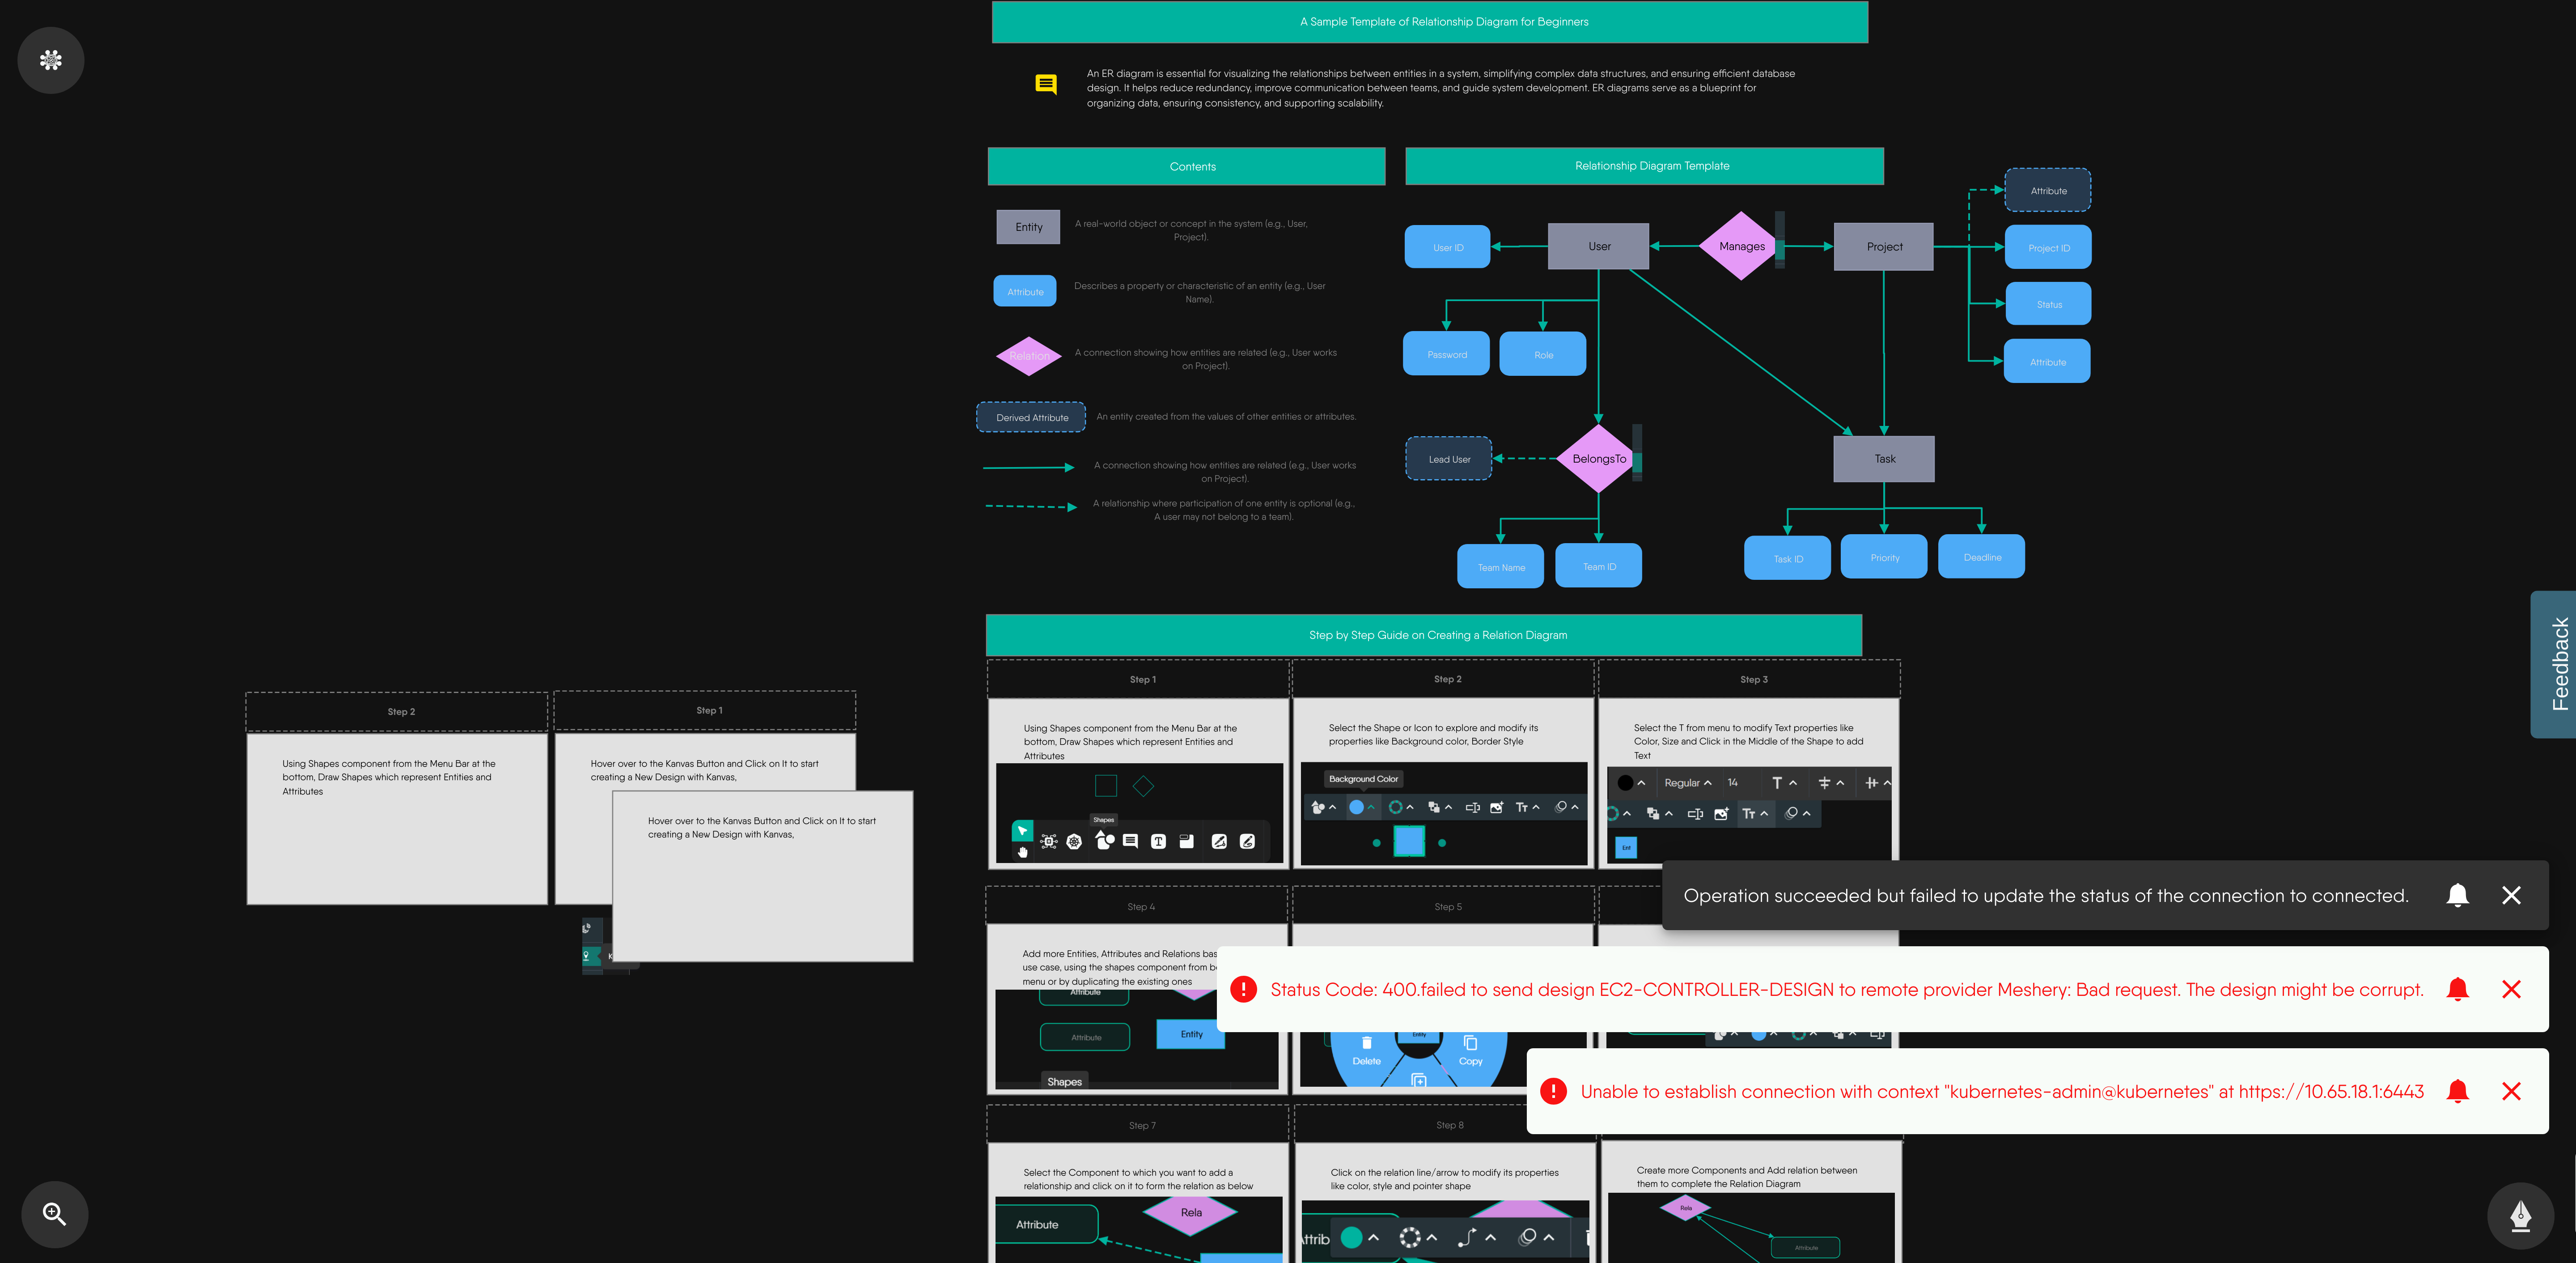 A Sample Template of Relationship Diagram for Beginners
An ER diagram is essential for visualizing the relationships between entities in a system, simplifying complex data structures, and ensuring efficient database
design. It helps reduce redundancy, improve communication between teams, and guide system development. ER diagrams serve as a blueprint for
organizing data, ensuring consistency, and supporting scalability.
Contents
Entity
A real-world object or concept in the system (e.g., User,
Project).
Attribute
Describes a property or characteristic of an entity (e.g., User
Name).
Relation
A connection showing how entities are related (e.g., User works
on Project).
Derived Attribute
An entity created from the values of other entities or attributes.
A connection showing how entities are related (e.g., User works
on Project).
A relationship where participation of one entity is optional (e.g.,
A user may not belong to a team).
Relationship Diagram Template
Attribute
User ID
User
Manages
Project
Project ID
Status
Password
Role
Attribute
Lead User
BelongsTo
Task
Team Name
Team ID
Task ID
Priority
Deadline
Step by Step Guide on Creating a Relation Diagram
Step 2
Using Shapes component from the Menu Bar at the
bottom, Draw Shapes which represent Entities and
Attributes
Step 1
Hover over to the Kanvas Button and Click on It to start
creating a New Design with Kanvas,
Hover over to the Kanvas Button and Click on It to start
creating a New Design with Kanvas,
K
Step 1
Using Shapes component from the Menu Bar at the
bottom, Draw Shapes which represent Entities and
Attributes
Shapes
Step 2
Select the Shape or Icon to explore and modify its
properties like Background color, Border Style
Background Color
Step 3
Select the T from menu to modify Text properties like
Color, Size and Click in the Middle of the Shape to add
Text
Regular
14
Ent
Step 4
Add more Entities, Attributes and Relations bas
use case, using the shapes component from b
menu or by duplicating the existing ones
Attribute
Attribute
Entity
Shapes
Step 5
Entity
Delete
Copy
Operation succeeded but failed to update the status of the connection to connected.
Status Code: 400.failed to send design EC2-CONTROLLER-DESIGN to remote provider Meshery: Bad request. The design might be corrupt.
Unable to establish connection with context "kubernetes-admin@kubernetes" at https://10.65.18.1:6443
Step 7
Select the Component to which you want to add a
relationship and click on it to form the relation as below
Attribute
Rela
Step 8
Click on the relation line/arrow to modify its properties
like color, style and pointer shape
Attrib
Create more Components and Add relation between
them to complete the Relation Diagram
Rela
Attribute
Feedback